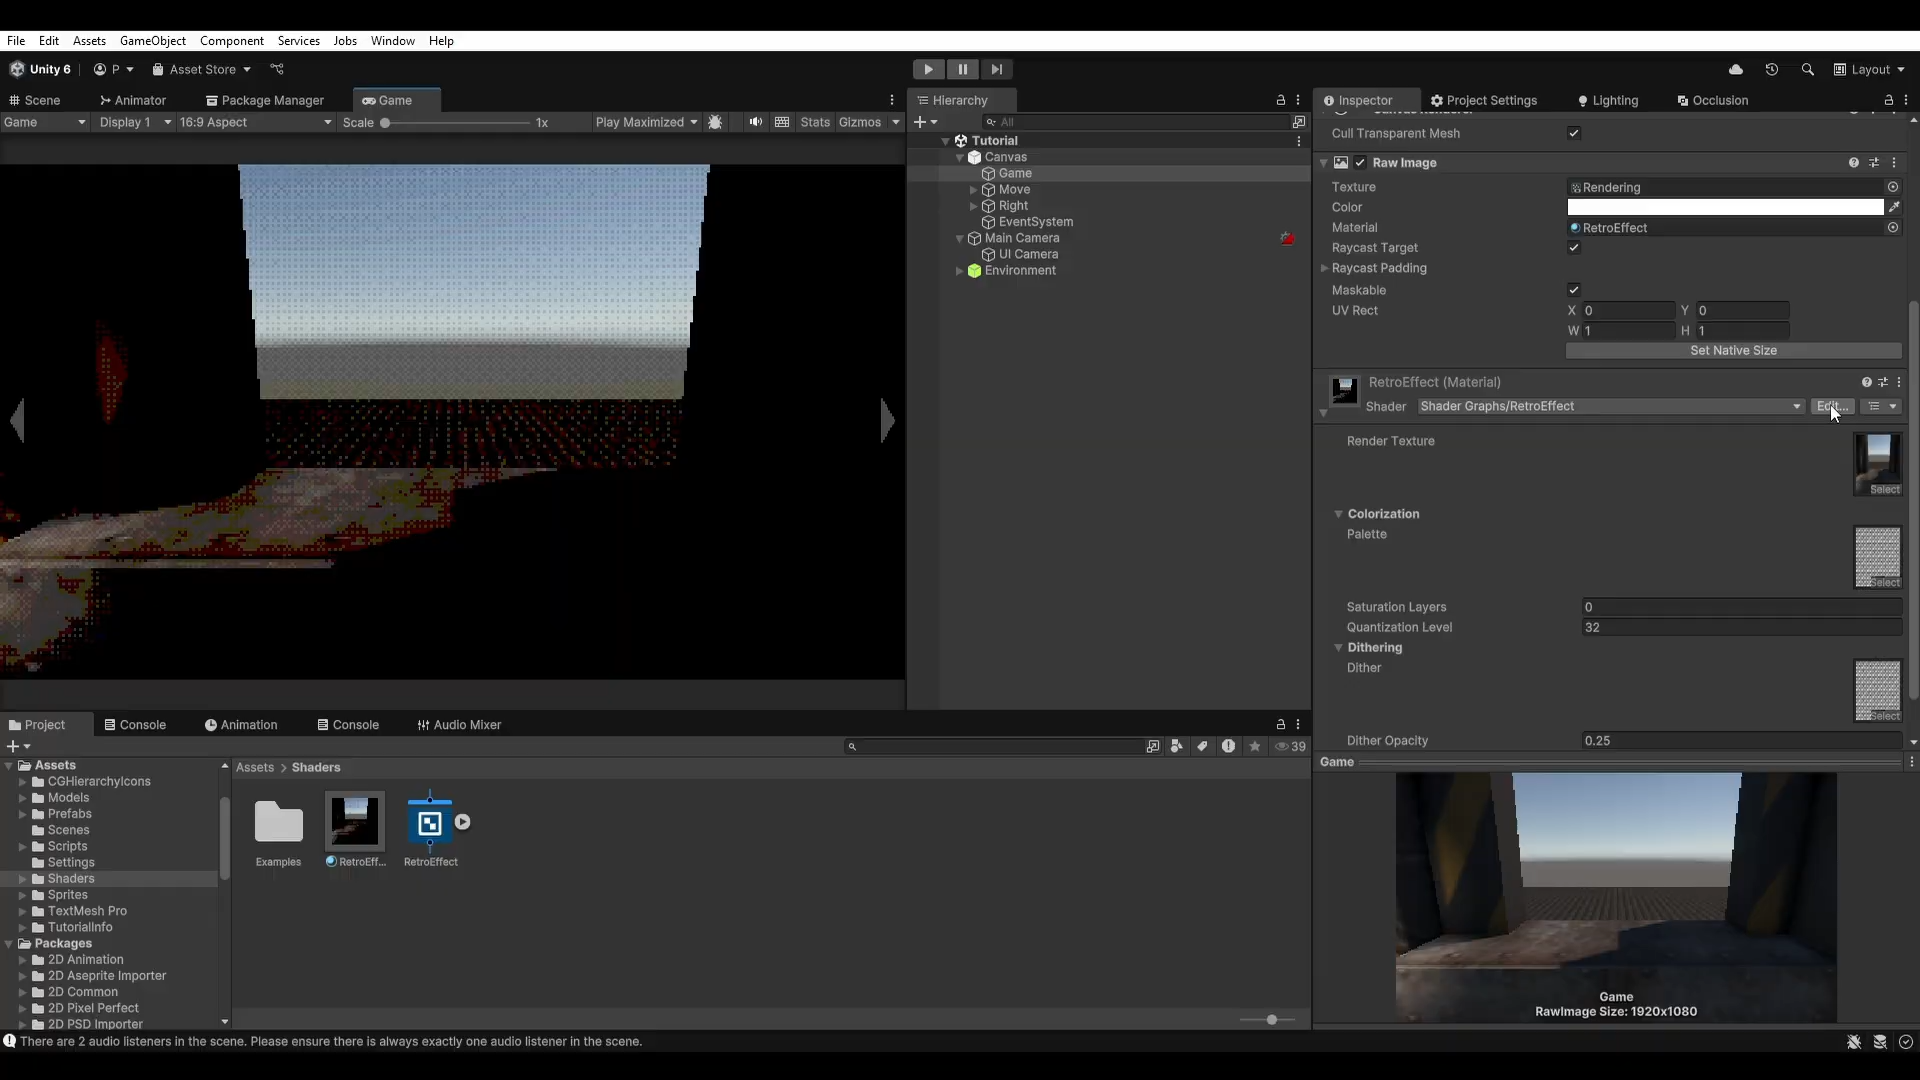 File Edit Assets GameObject Component Services Jobs Window Help
Unity 6 P Asset Store Layout
Scene Animator Package Manager Game
Game Display 1 16:9 Aspect Scale 1x Play Maximized Stats Gizmos
Hierarchy
All
Tutorial
Canvas
Game
Move
Right
EventSystem
Main Camera
UI Camera
Environment
Inspector Project Settings Lighting Occlusion
Cull Transparent Mesh
Raw Image
Texture Rendering
Color
Material RetroEffect
Raycast Target
Raycast Padding
Maskable
UV Rect X 0 Y 0
W 1 H 1
Set Native Size
RetroEffect (Material)
Shader Shader Graphs/RetroEffect Edit...
Render Texture
Select
Colorization
Palette
Select
Saturation Layers 0
Quantization Level 32
Dithering
Dither
Select
Dither Opacity 0.25
Game
Game
RawImage Size: 1920x1080
Project Console Animation Console Audio Mixer
39
Assets
CGHierarchyIcons
Models
Prefabs
Scenes
Scripts
Settings
Shaders
Sprites
TextMesh Pro
TutorialInfo
Packages
2D Animation
2D Aseprite Importer
2D Common
2D Pixel Perfect
2D PSD Importer
Assets > Shaders
Examples RetroEff... RetroEffect
There are 2 audio listeners in the scene. Please ensure there is always exactly one audio listener in the scene.